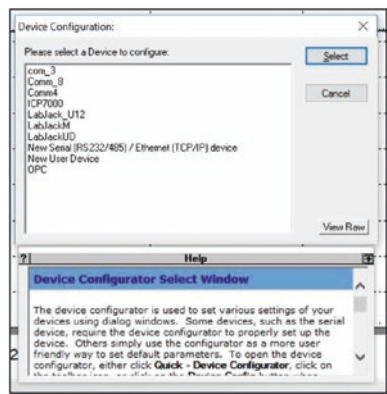 Device Configuration:
Please select a Device to configure:
Select
com_3
Comm_8
Comm4
ICP7000
LabJack_U12
LabJackM
LabJackUD
New Serial (RS232/485) / Ethernet (TCP/IP) device
New User Device
OPC
Cancel
View Raw
?|
Help
Device Configurator Select Window
The device configurator is used to set various settings of your
devices using dialog windows. Some devices, such as the serial
device, require the device configurator to properly set up the
device. Others simply use the configurator as a more user
friendly way to set default parameters. To open the device
configurator, either click Quick - Device Configurator, click on
2